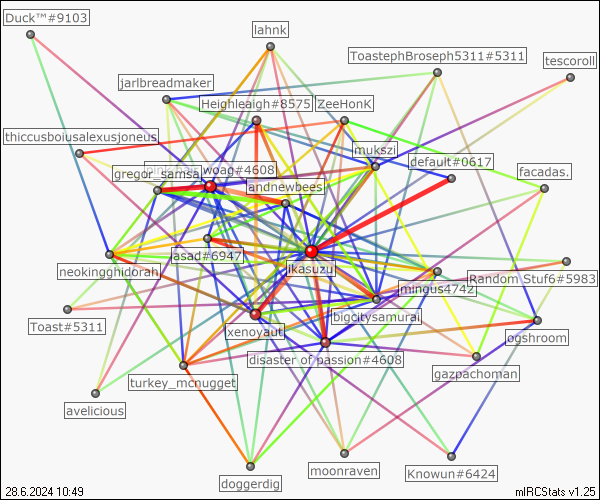 Duck™#9103
lahnk
ToastephBroseph5311#5311
tescoroll
jarlbreadmaker
Heighleaigh#8575
ZeeHonK
thiccusboiusalexusjoneus
mukszi
default#0617
gregor_samsa
woag#4608
andnewbees
facadas.
neokingghidorah
asad#6947
ikasuzu
Random Stuf6#5983
mingus4742
Toast#5311
xenoyaut
bigcitysamurai
ogshroom
disaster of passion#4608
turkey_mcnugget
gazpachoman
avelicious
doggerdig
moonraven
Knowun#6424
28.6.2024 10:49
mIRCStats v1.25